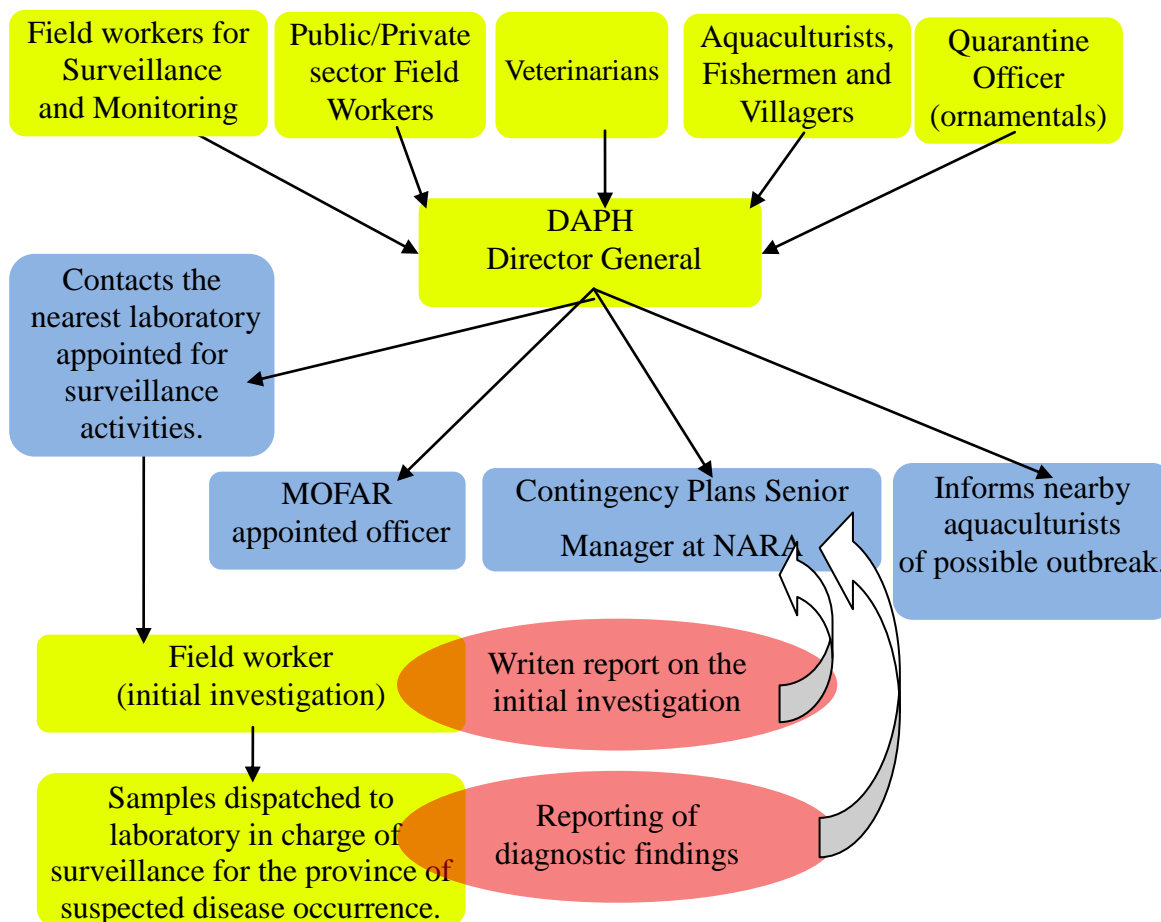 Field workers for
Surveillance
and Monitoring
Public/Private
sector Field
Workers
Veterinarians
Aquaculturists,
Fishermen and
Villagers
Quarantine
Officer
(ornamentals)
DAPH
Director General
Contacts the
nearest laboratory
appointed for
surveillance
activities.
MOFAR
appointed officer
Contingency Plans Senior
Manager at NARA
Informs nearby
aquaculturists
of possible outbreak.
Field worker
(initial investigation)
Writen report on the
initial investigation
Samples dispatched to
laboratory in charge of
surveillance for the province of
suspected disease occurrence.
Reporting of
diagnostic findings